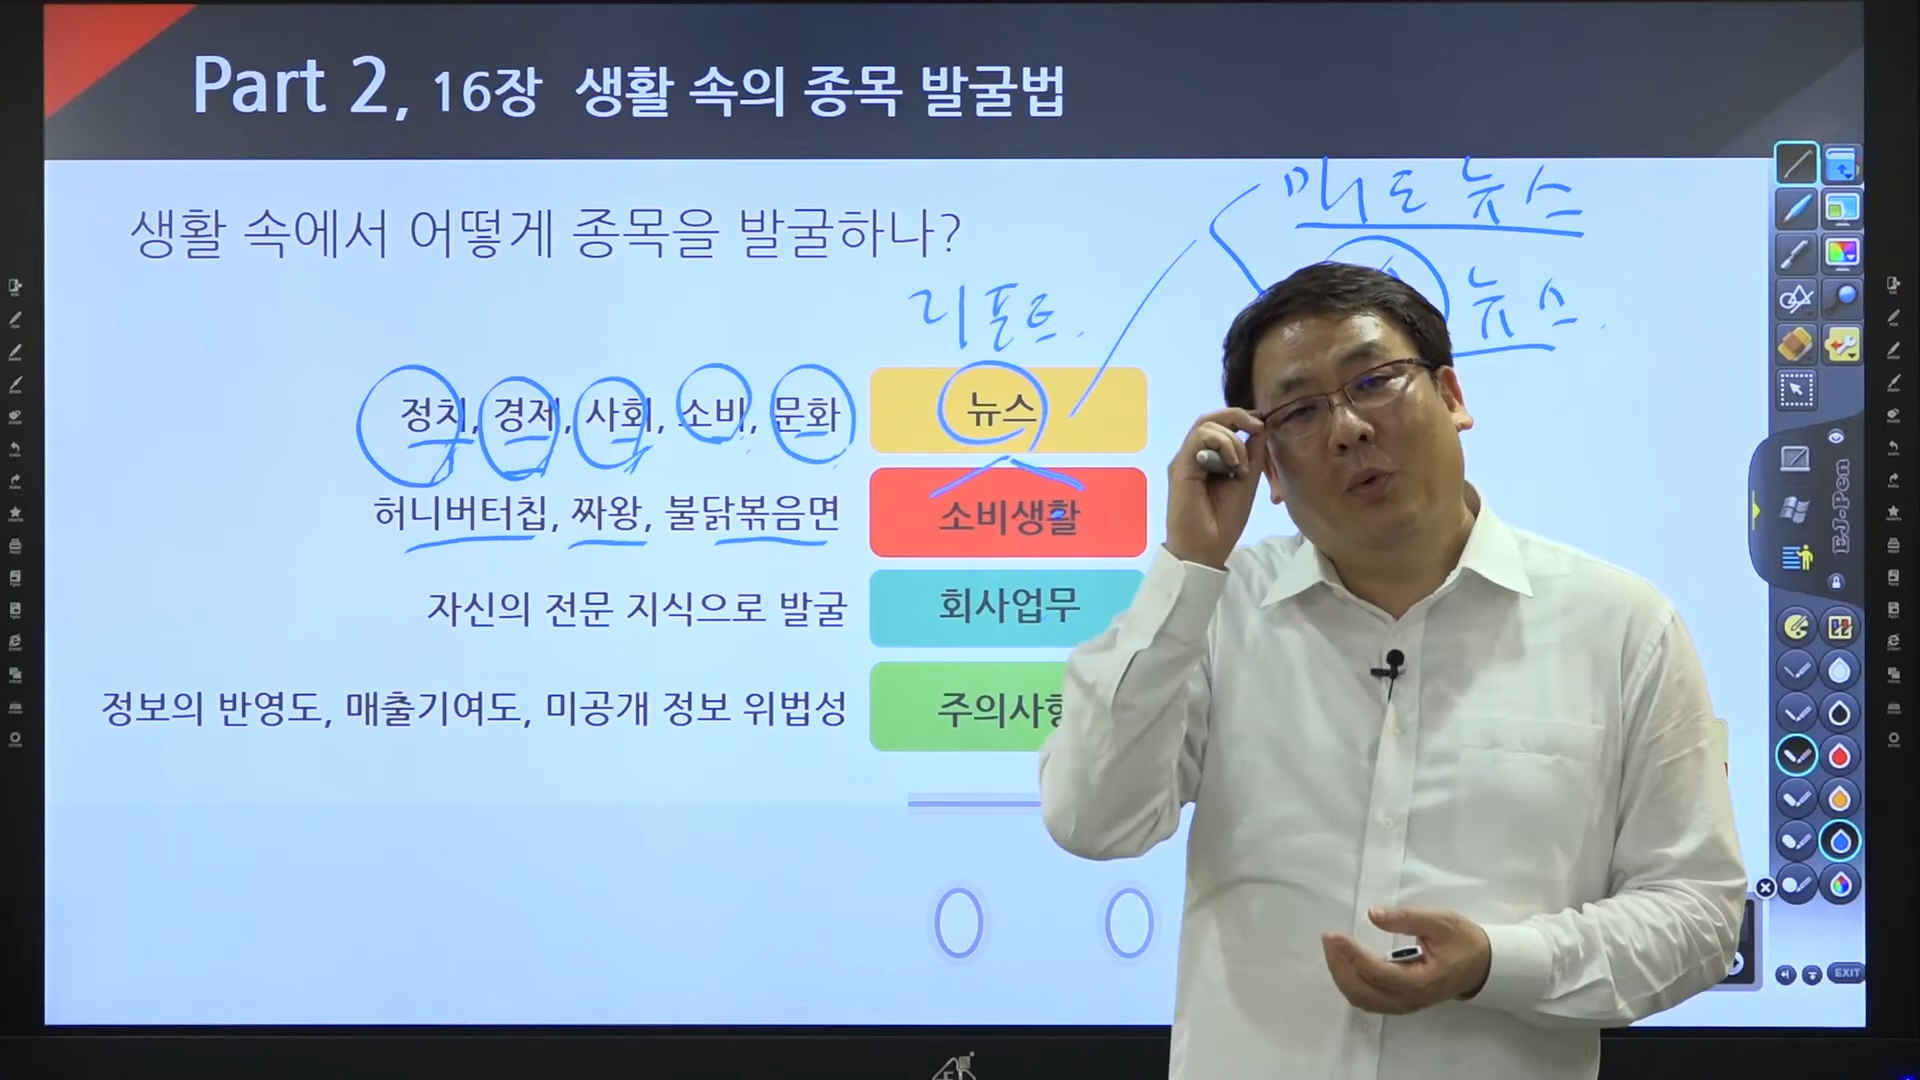 Part 2, 16장 생활 속의 종목 발굴법
생활 속에서 어떻게 종목을 발굴하나?
매도 뉴스
뉴스
리포트
정치, 경제, 사회, 소비, 문화
뉴스
허니버터칩, 짜왕, 불닭볶음면
소비생활
자신의 전문 지식으로 발굴
회사업무
정보의 반영도, 매출기여도, 미공개 정보 위법성
주의사항
E.J-Pen
EXIT